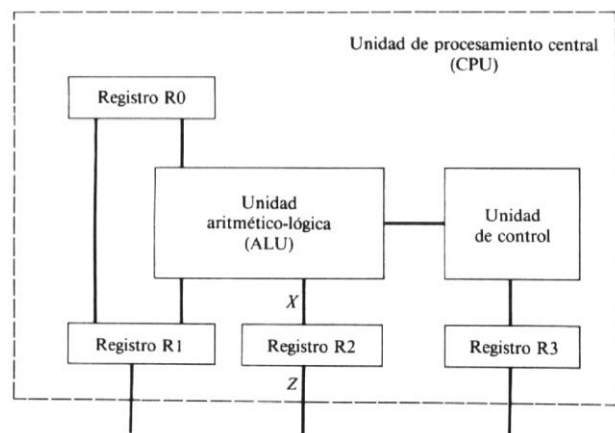 Unidad de procesamiento central
(CPU)
Registro R0
Unidad
aritmético-lógica
(ALU)
Unidad
de control
X
Registro R1
Registro R2
Registro R3
Z